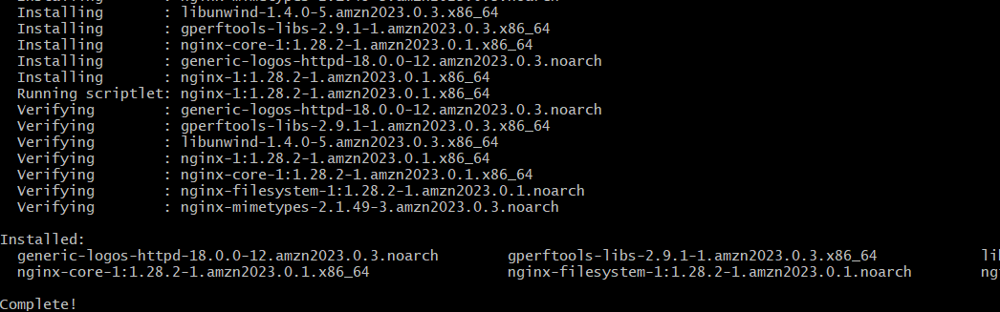 Installing : libunwind-1.4.0-5.amzn2023.0.3.x86_64
Installing : gperftools-libs-2.9.1-1.amzn2023.0.3.x86_64
Installing : nginx-core-1:1.28.2-1.amzn2023.0.1.x86_64
Installing : generic-logos-httpd-18.0.0-12.amzn2023.0.3.noarch
Installing : nginx-1:1.28.2-1.amzn2023.0.1.x86_64
Running scriptlet: nginx-1:1.28.2-1.amzn2023.0.1.x86_64
Verifying : generic-logos-httpd-18.0.0-12.amzn2023.0.3.noarch
Verifying : gperftools-libs-2.9.1-1.amzn2023.0.3.x86_64
Verifying : libunwind-1.4.0-5.amzn2023.0.3.x86_64
Verifying : nginx-1:1.28.2-1.amzn2023.0.1.x86_64
Verifying : nginx-core-1:1.28.2-1.amzn2023.0.1.x86_64
Verifying : nginx-filesystem-1:1.28.2-1.amzn2023.0.1.noarch
Verifying : nginx-mimetypes-2.1.49-3.amzn2023.0.3.noarch
Installed:
generic-logos-httpd-18.0.0-12.amzn2023.0.3.noarch gperftools-libs-2.9.1-1.amzn2023.0.3.x86_64
nginx-core-1:1.28.2-1.amzn2023.0.1.x86_64 nginx-filesystem-1:1.28.2-1.amzn2023.0.1.noarch
Complete!